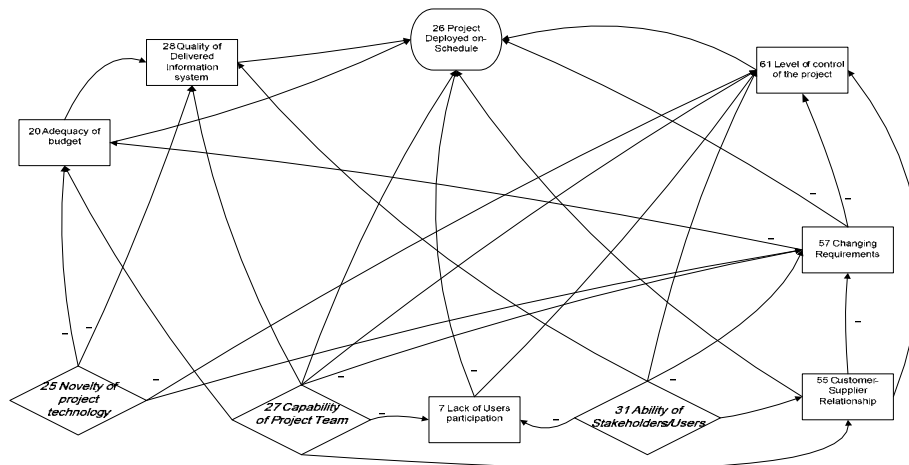 26 Project
Deployed on-
Schedule
28 Quality of
Delivered
Information
system
61 Level of control
of the project
20 Adequacy of
budget
57 Changing
Requirements
25 Novelty of
project
technology
27 Capability
of Project Team
7 Lack of Users
participation
31 Ability of
Stakeholders/Users
55 Customer-
Supplier
Relationship
–
–
–
–
–
–
–
–
–
–
–
–